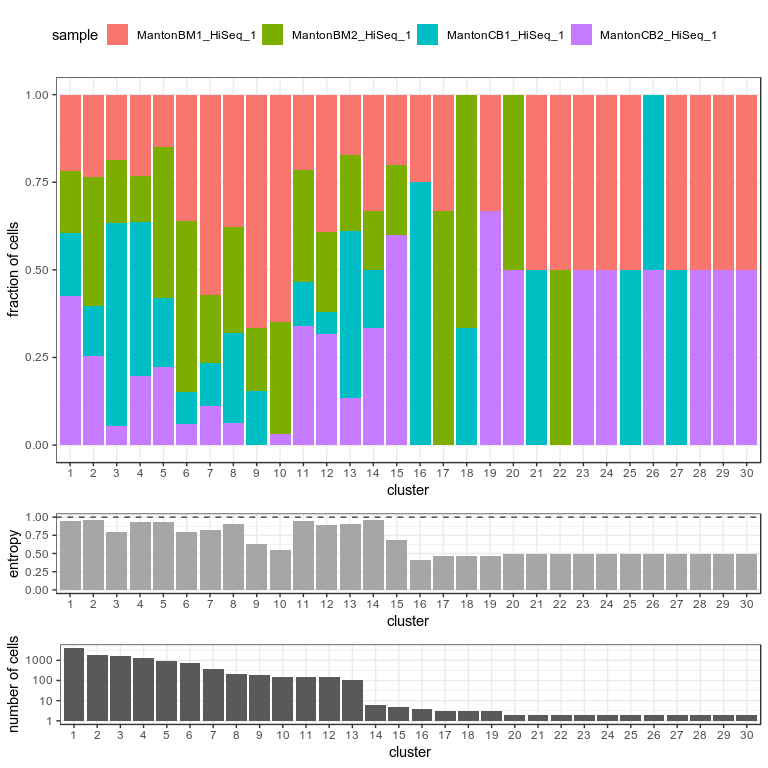 sample MantonBM1_HiSeq_1 MantonBM2_HiSeq_1 MantonCB1_HiSeq_1 MantonCB2_HiSeq_1
fraction of cells
1.00
0.75
0.50
0.25
0.00
1 2 3 4 5 6 7 8 9 10 11 12 13 14 15 16 17 18 19 20 21 22 23 24 25 26 27 28 29 30
cluster
entropy
1.00
0.75
0.50
0.25
0.00
1 2 3 4 5 6 7 8 9 10 11 12 13 14 15 16 17 18 19 20 21 22 23 24 25 26 27 28 29 30
cluster
number of cells
1000
100
10
1
1 2 3 4 5 6 7 8 9 10 11 12 13 14 15 16 17 18 19 20 21 22 23 24 25 26 27 28 29 30
cluster